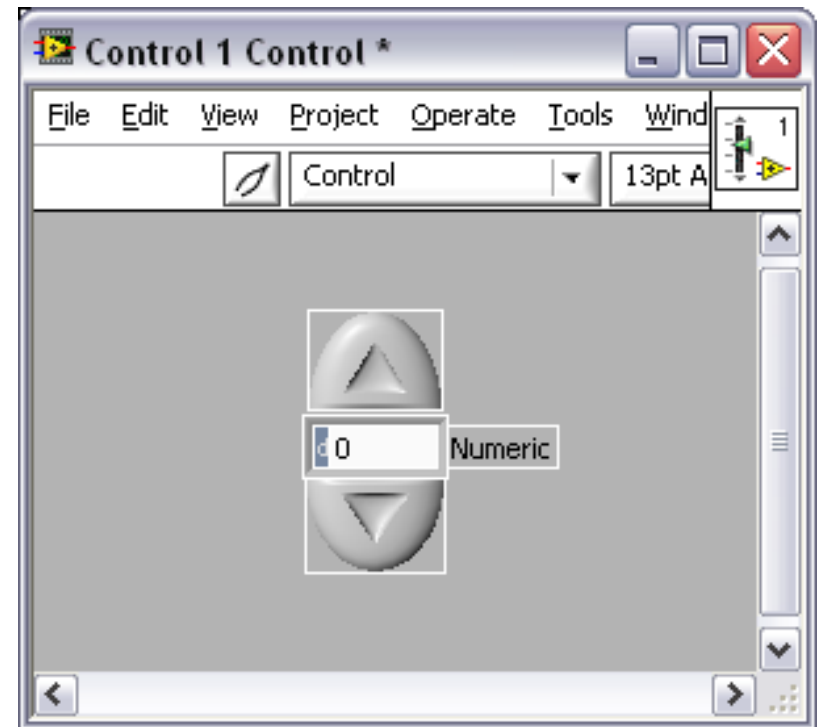 Control 1 Control *
File Edit View Project Operate Tools Wind
1
Control 13pt A
d 0 Numeric